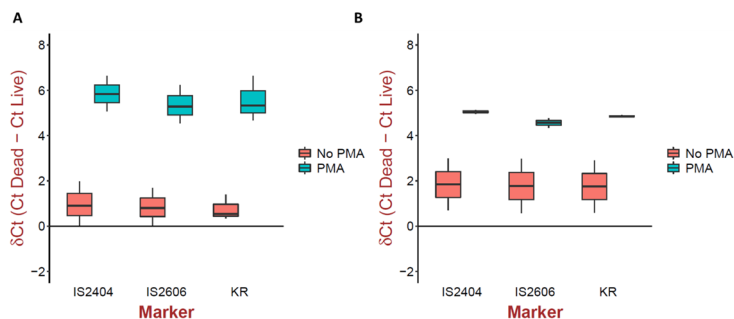 A
8
6
4
2
0
−2
δCt (Ct Dead − Ct Live)
IS2404
IS2606
KR
Marker
No PMA
PMA
B
8
6
4
2
0
−2
δCt (Ct Dead − Ct Live)
IS2404
IS2606
KR
Marker
No PMA
PMA